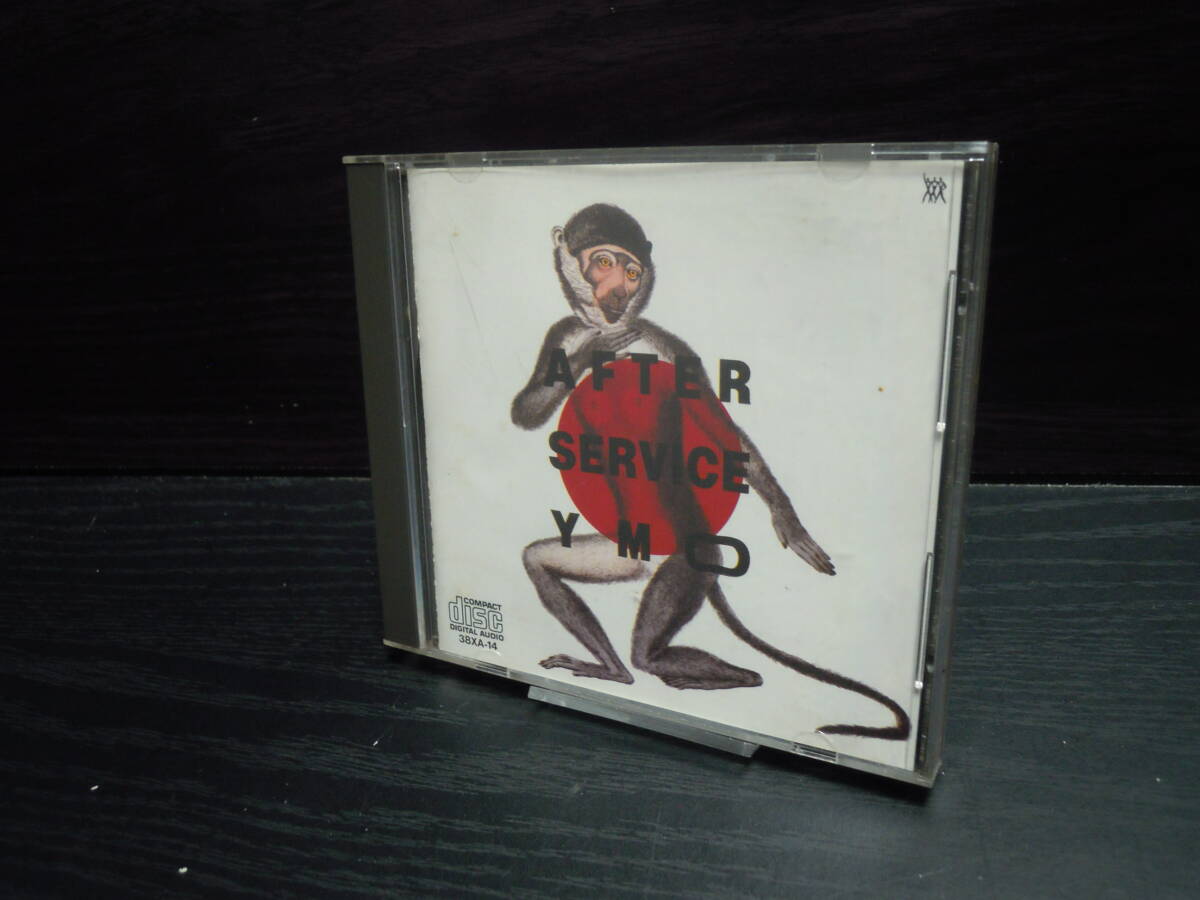 AFTER
SERVICE
YMO
COMPACT
disc
DIGITAL AUDIO
38XA-14